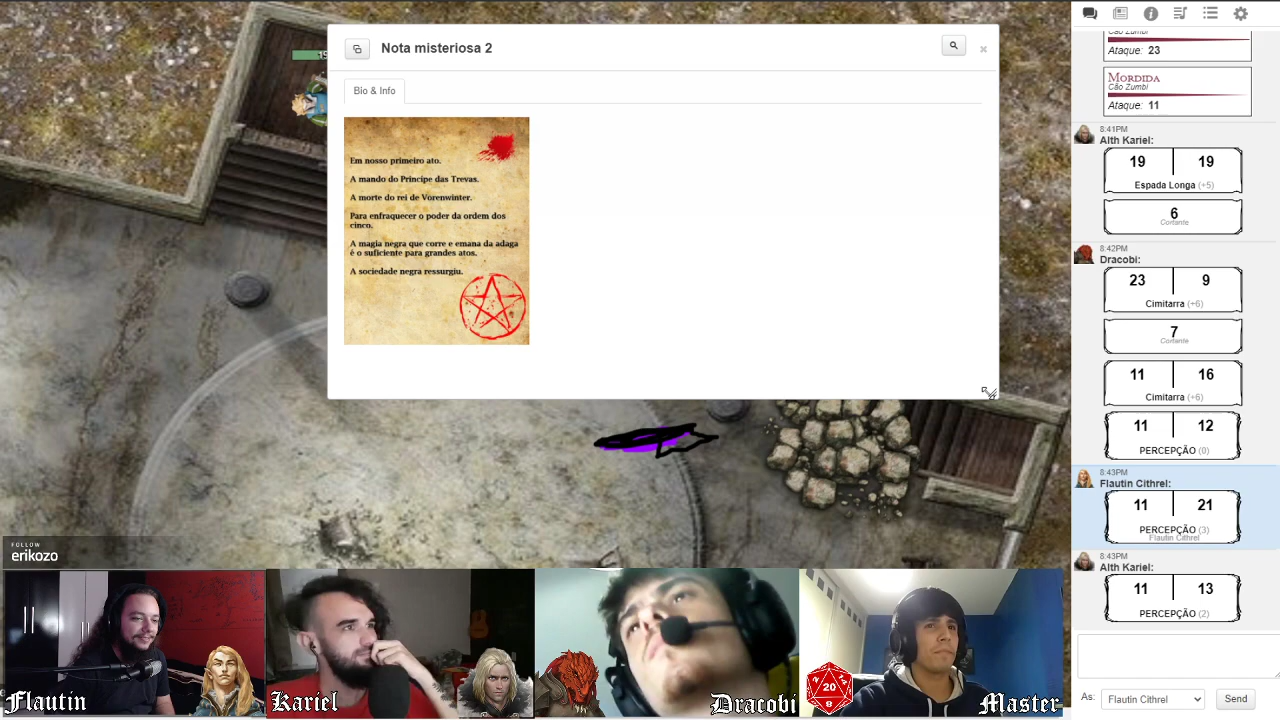 Nota misteriosa 2
Bio & Info
Em nosso primeiro ato.
A mando do Príncipe das Trevas.
A morte do rei de Vorenwinter.
Para enfraquecer o poder da ordem dos
cinco.
A magia negra que corre e emana da adaga
é o suficiente para grandes atos.
A sociedade negra ressurgiu.
FOLLOW
erikozo
Flautin
Kariel
Dracobi
20
8
Master
Cão Zumbi
Ataque: 23
MORDIDA
Cão Zumbi
Ataque: 11
8:41PM
Alth Kariel:
19 19
Espada Longa (+5)
6
Cortante
8:42PM
Dracobi:
23 9
Cimitarra (+6)
7
Cortante
11 16
Cimitarra (+6)
11 12
PERCEPÇÃO (0)
8:43PM
Flautin Cithrel:
11 21
PERCEPÇÃO (3)
Flautin Cithrel
8:43PM
Alth Kariel:
11 13
PERCEPÇÃO (2)
As: Flautin Cithrel Send